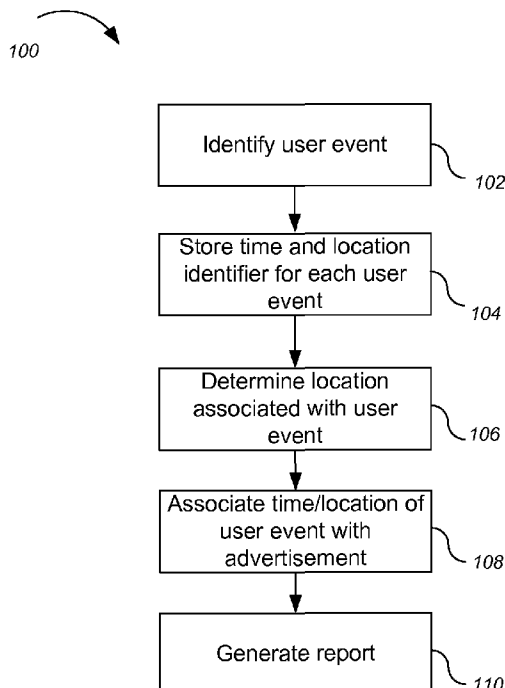 100
Identify user event
102
Store time and location
identifier for each user
event
104
Determine location
associated with user
event
106
Associate time/location of
user event with
advertisement
108
Generate report
110